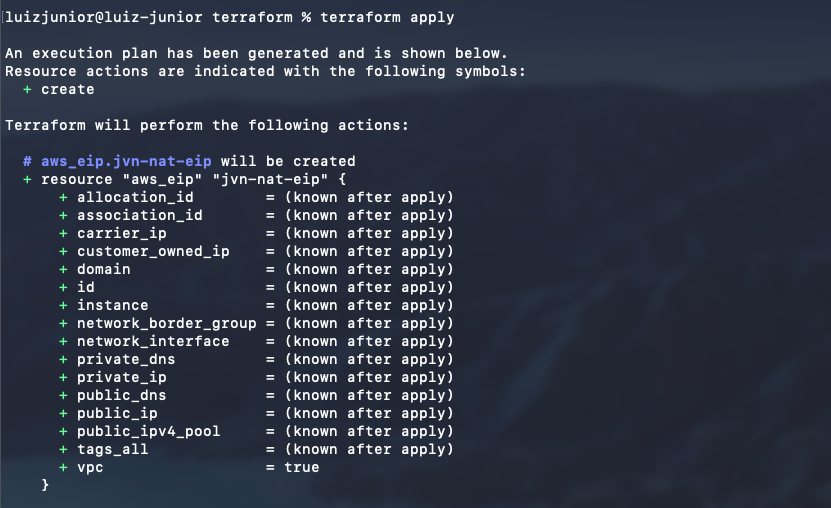 luizjunior@luiz-junior terraform % terraform apply
An execution plan has been generated and is shown below.
Resource actions are indicated with the following symbols:
  + create
Terraform will perform the following actions:
  # aws_eip.jvn-nat-eip will be created
  + resource "aws_eip" "jvn-nat-eip" {
      + allocation_id        = (known after apply)
      + association_id       = (known after apply)
      + carrier_ip           = (known after apply)
      + customer_owned_ip    = (known after apply)
      + domain               = (known after apply)
      + id                   = (known after apply)
      + instance             = (known after apply)
      + network_border_group = (known after apply)
      + network_interface    = (known after apply)
      + private_dns          = (known after apply)
      + private_ip           = (known after apply)
      + public_dns           = (known after apply)
      + public_ip            = (known after apply)
      + public_ipv4_pool     = (known after apply)
      + tags_all             = (known after apply)
      + vpc                  = true
    }